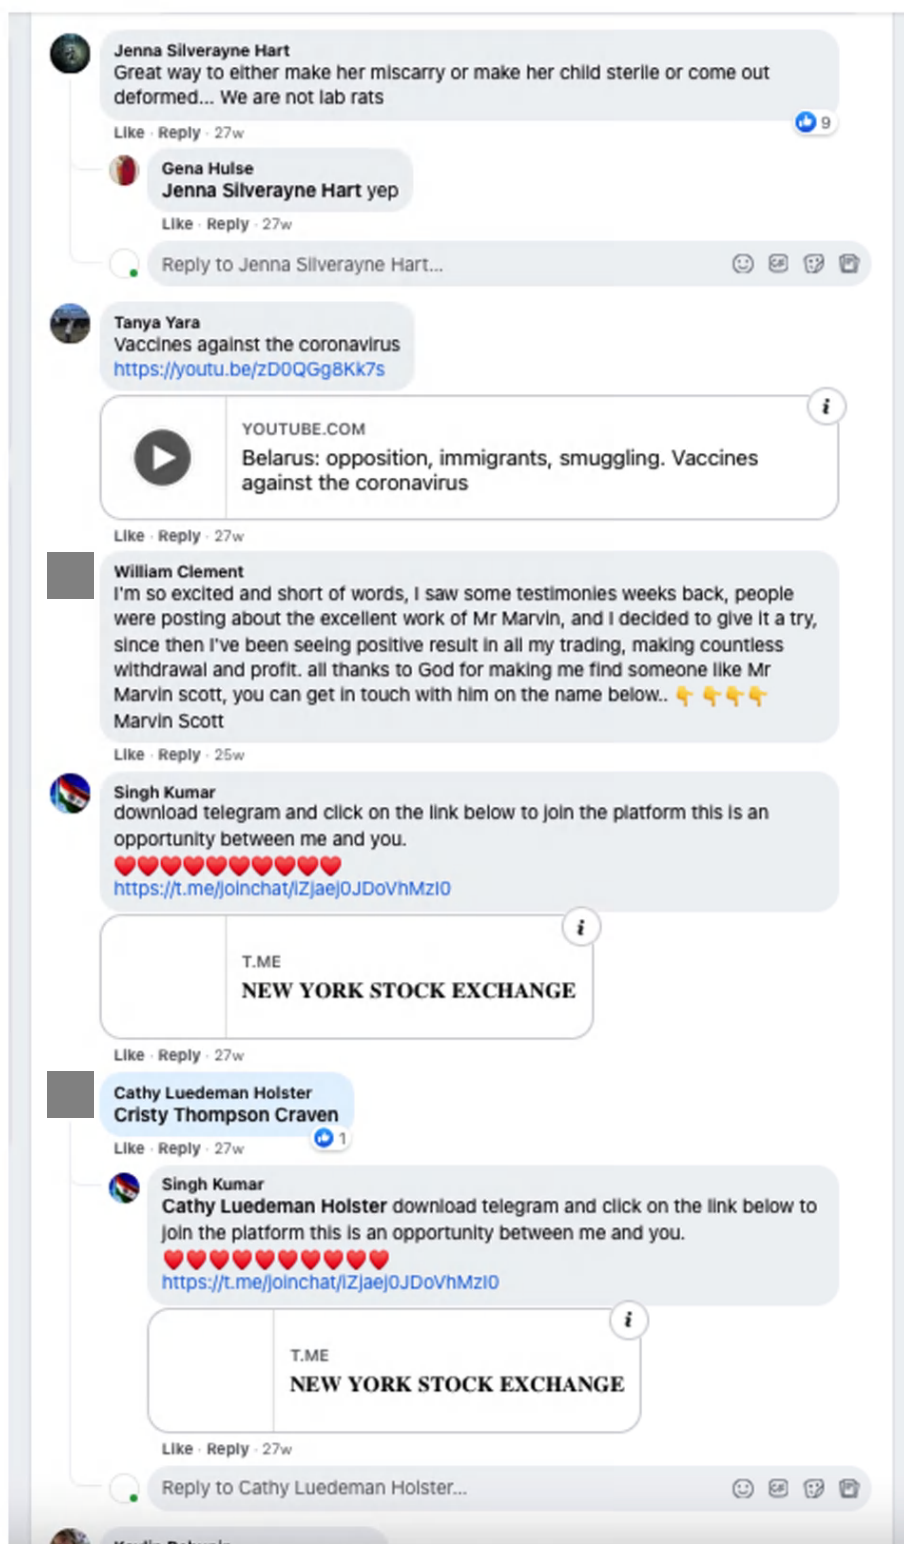 Jenna Silverayne Hart
Great way to either make her miscarry or make her child sterile or come out
deformed... We are not lab rats
9
Like · Reply · 27w
Gena Hulse
Jenna Silverayne Hart yep
Like · Reply · 27w
Reply to Jenna Silverayne Hart...
Tanya Yara
Vaccines against the coronavirus
https://youtu.be/zD0QGg8Kk7s
YOUTUBE.COM
Belarus: opposition, immigrants, smuggling. Vaccines
against the coronavirus
Like · Reply · 27w
William Clement
I'm so excited and short of words, I saw some testimonies weeks back, people
were posting about the excellent work of Mr Marvin, and I decided to give it a try,
since then I've been seeing positive result in all my trading, making countless
withdrawal and profit. all thanks to God for making me find someone like Mr
Marvin scott, you can get in touch with him on the name below.. 👇 👇👇👇
Marvin Scott
Like · Reply · 25w
Singh Kumar
download telegram and click on the link below to join the platform this is an
opportunity between me and you.
♥️♥️♥️♥️♥️♥️♥️♥️♥️♥️
https://t.me/joinchat/iZjaej0JDoVhMzI0
T.ME
NEW YORK STOCK EXCHANGE
Like · Reply · 27w
Cathy Luedeman Holster
Cristy Thompson Craven
1
Like · Reply · 27w
Singh Kumar
Cathy Luedeman Holster download telegram and click on the link below to
join the platform this is an opportunity between me and you.
♥️♥️♥️♥️♥️♥️♥️♥️♥️♥️
https://t.me/joinchat/iZjaej0JDoVhMzI0
T.ME
NEW YORK STOCK EXCHANGE
Like · Reply · 27w
Reply to Cathy Luedeman Holster...